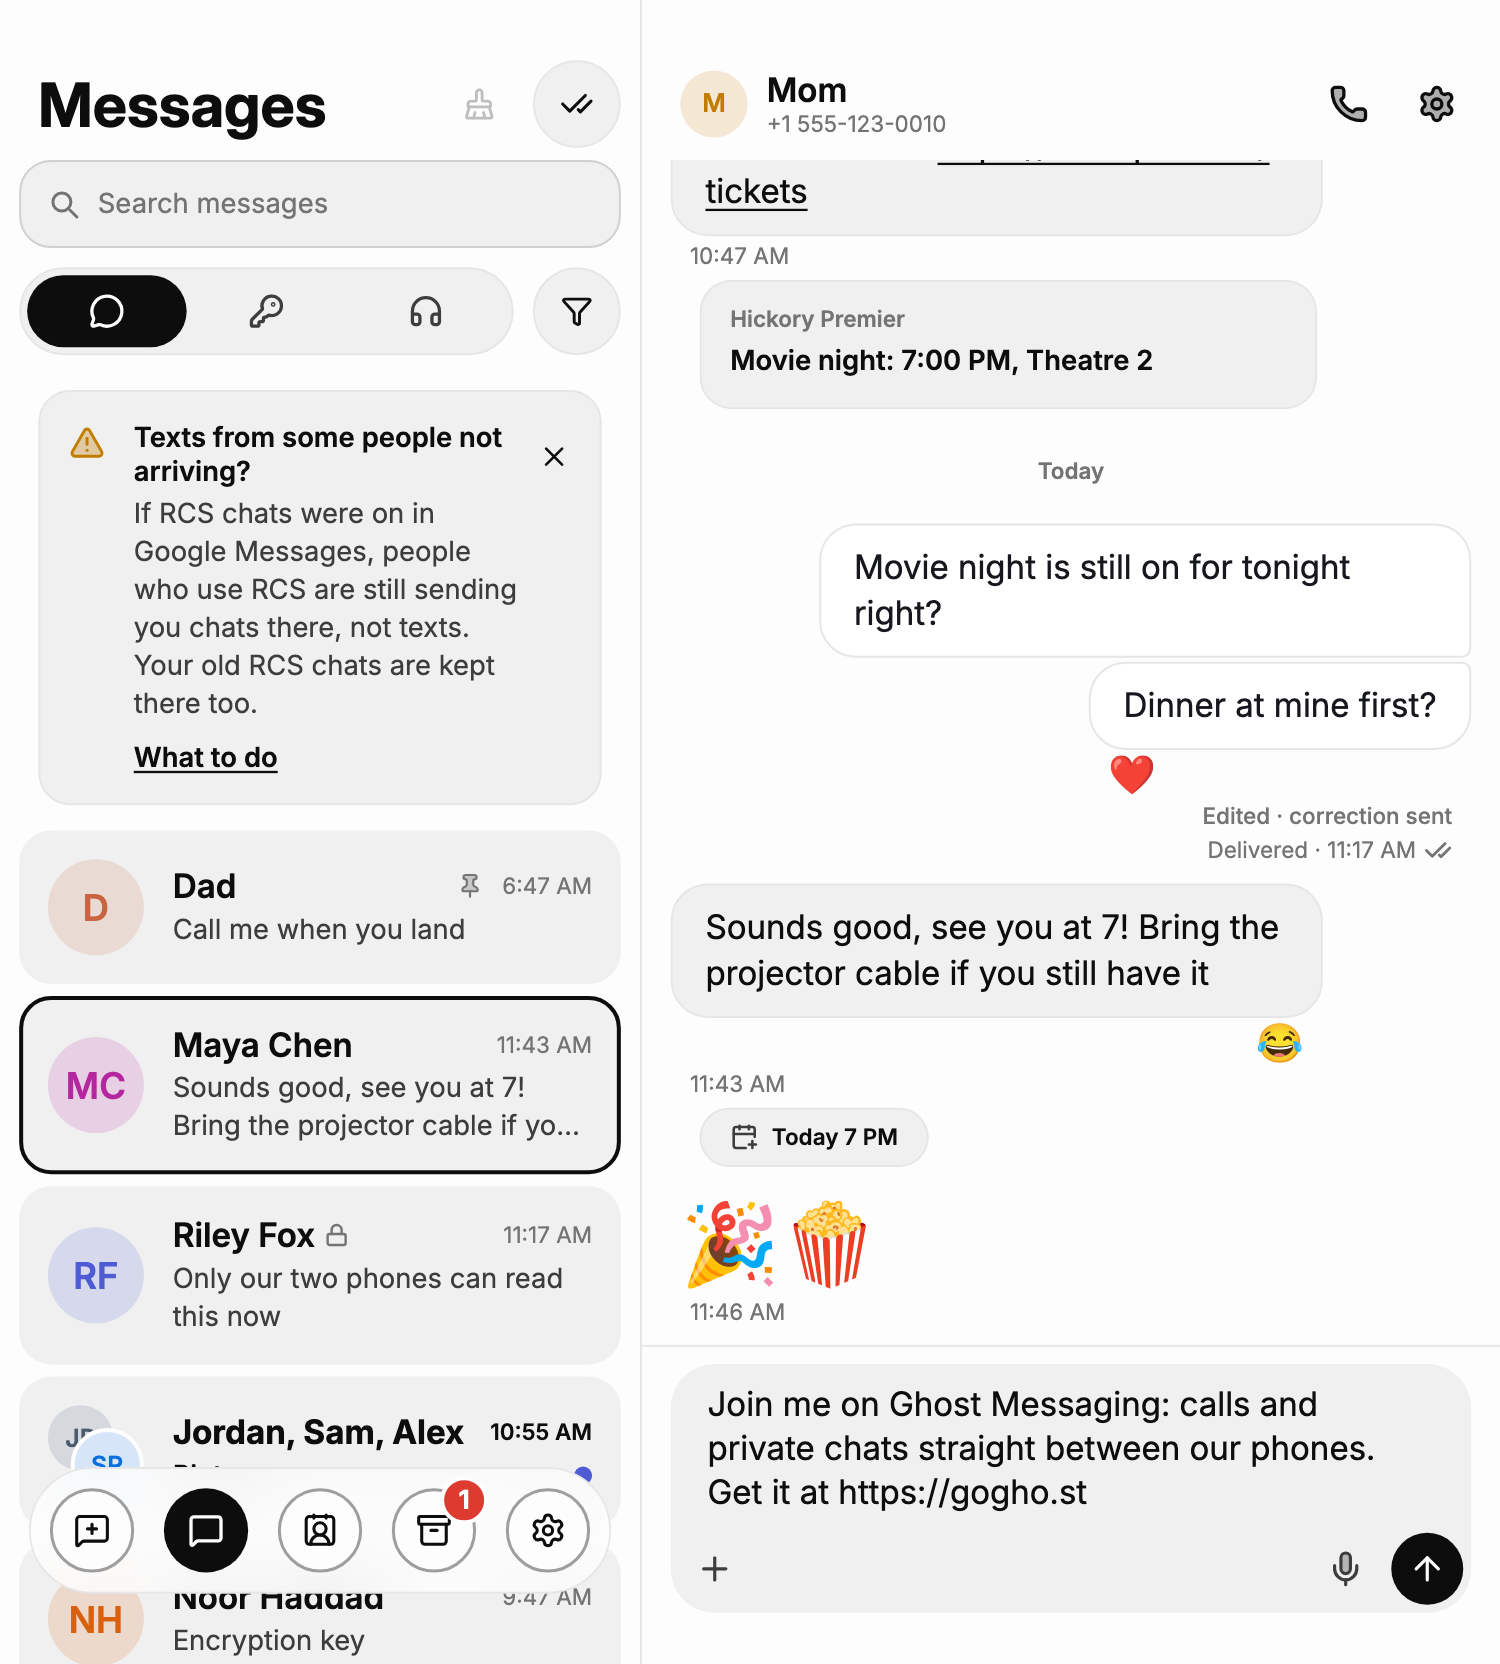 Messages
Search messages
Texts from some people not
arriving?
If RCS chats were on in
Google Messages, people
who use RCS are still sending
you chats there, not texts.
Your old RCS chats are kept
there too.
What to do
D
Dad
6:47 AM
Call me when you land
MC
Maya Chen
11:43 AM
Sounds good, see you at 7!
Bring the projector cable if yo...
RF
Riley Fox
11:17 AM
Only our two phones can read
this now
SR
Jordan, Sam, Alex
10:55 AM
1
NH
Noor Haddad
9:47 AM
Encryption key
M
Mom
+1 555-123-0010
tickets
10:47 AM
Hickory Premier
Movie night: 7:00 PM, Theatre 2
Today
Movie night is still on for tonight
right?
Dinner at mine first?
Edited · correction sent
Delivered · 11:17 AM
Sounds good, see you at 7! Bring the
projector cable if you still have it
11:43 AM
Today 7 PM
11:46 AM
Join me on Ghost Messaging: calls and
private chats straight between our phones.
Get it at https://gogho.st